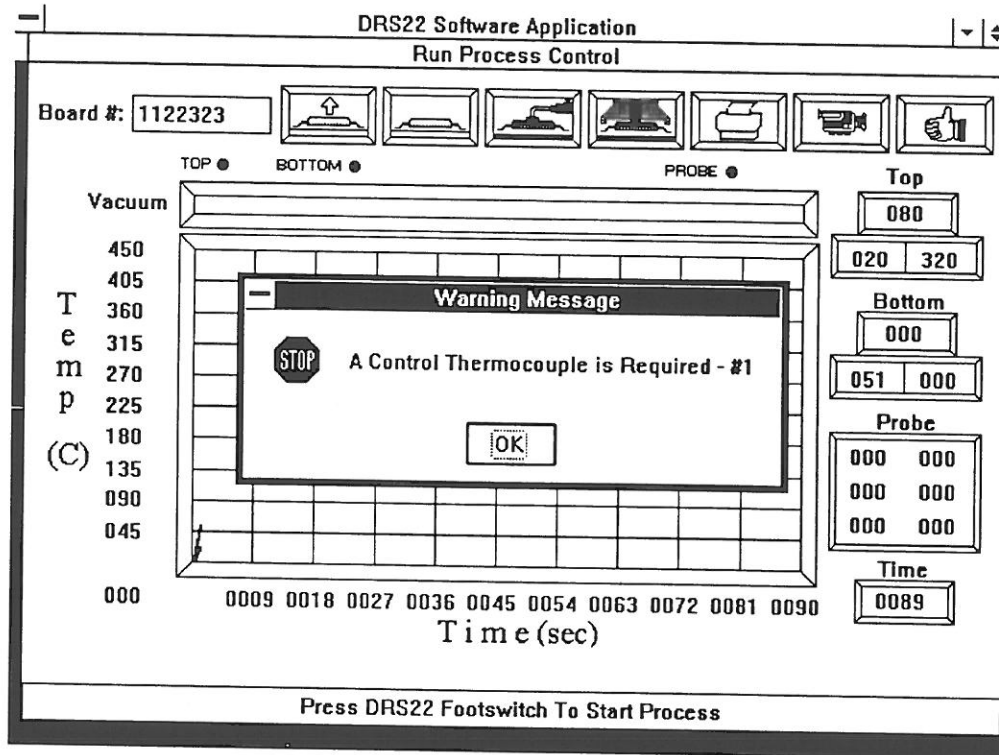 DRS22 Software Application
Run Process Control
Board #: 1122323
TOP BOTTOM PROBE
Vacuum
Top
080
020 320
Bottom
000
051 000
Probe
000 000
000 000
000 000
Time
0089
Temp (C)
450
405
360
315
270
225
180
135
090
045
000
Warning Message
STOP
A Control Thermocouple is Required - #1
OK
0009 0018 0027 0036 0045 0054 0063 0072 0081 0090
Time (sec)
Press DRS22 Footswitch To Start Process